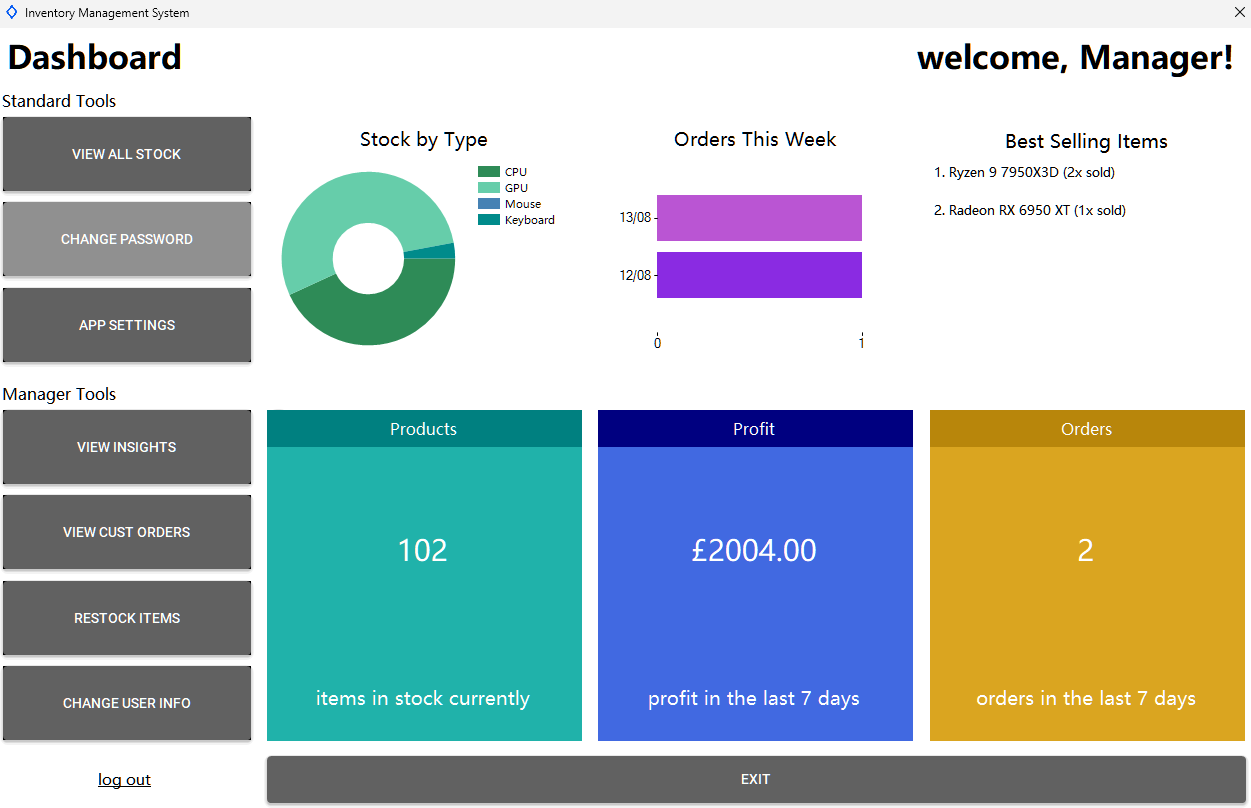 Inventory Management System
Dashboard
welcome, Manager!
Standard Tools
VIEW ALL STOCK
CHANGE PASSWORD
APP SETTINGS
Stock by Type
CPU
GPU
Mouse
Keyboard
Orders This Week
13/08
12/08
0 1
Best Selling Items
1. Ryzen 9 7950X3D (2x sold)
2. Radeon RX 6950 XT (1x sold)
Manager Tools
VIEW INSIGHTS
VIEW CUST ORDERS
RESTOCK ITEMS
CHANGE USER INFO
Products
102
items in stock currently
Profit
£2004.00
profit in the last 7 days
Orders
2
orders in the last 7 days
log out
EXIT